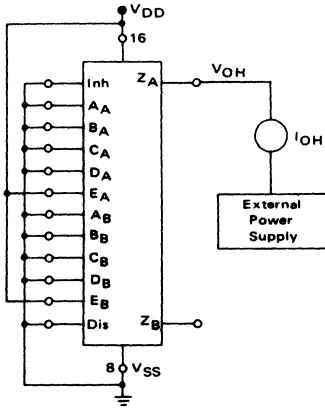 VDD
16
Inh
ZA
VOH
AA
BA
CA
DA
EA
AB
BB
CB
DB
EB
Dis
IOH
External
Power
Supply
ZB
8
VSS